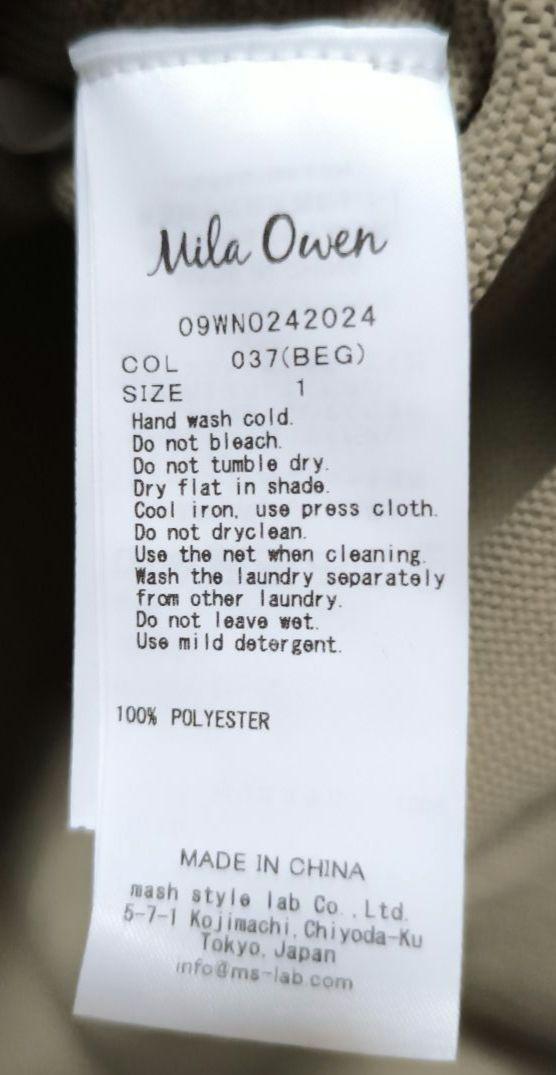 Mila Owen
09WN0242024
COL 037(BEG)
SIZE 1
Hand wash cold.
Do not bleach.
Do not tumble dry.
Dry flat in shade.
Cool iron, use press cloth.
Do not dryclean.
Use the net when cleaning.
Wash the laundry separately
from other laundry.
Do not leave wet.
Use mild detergent.
100% POLYESTER
MADE IN CHINA
mash style lab Co.,Ltd.
5-7-1 Kojimachi,Chiyoda-Ku
Tokyo,Japan
info@ms-lab.com